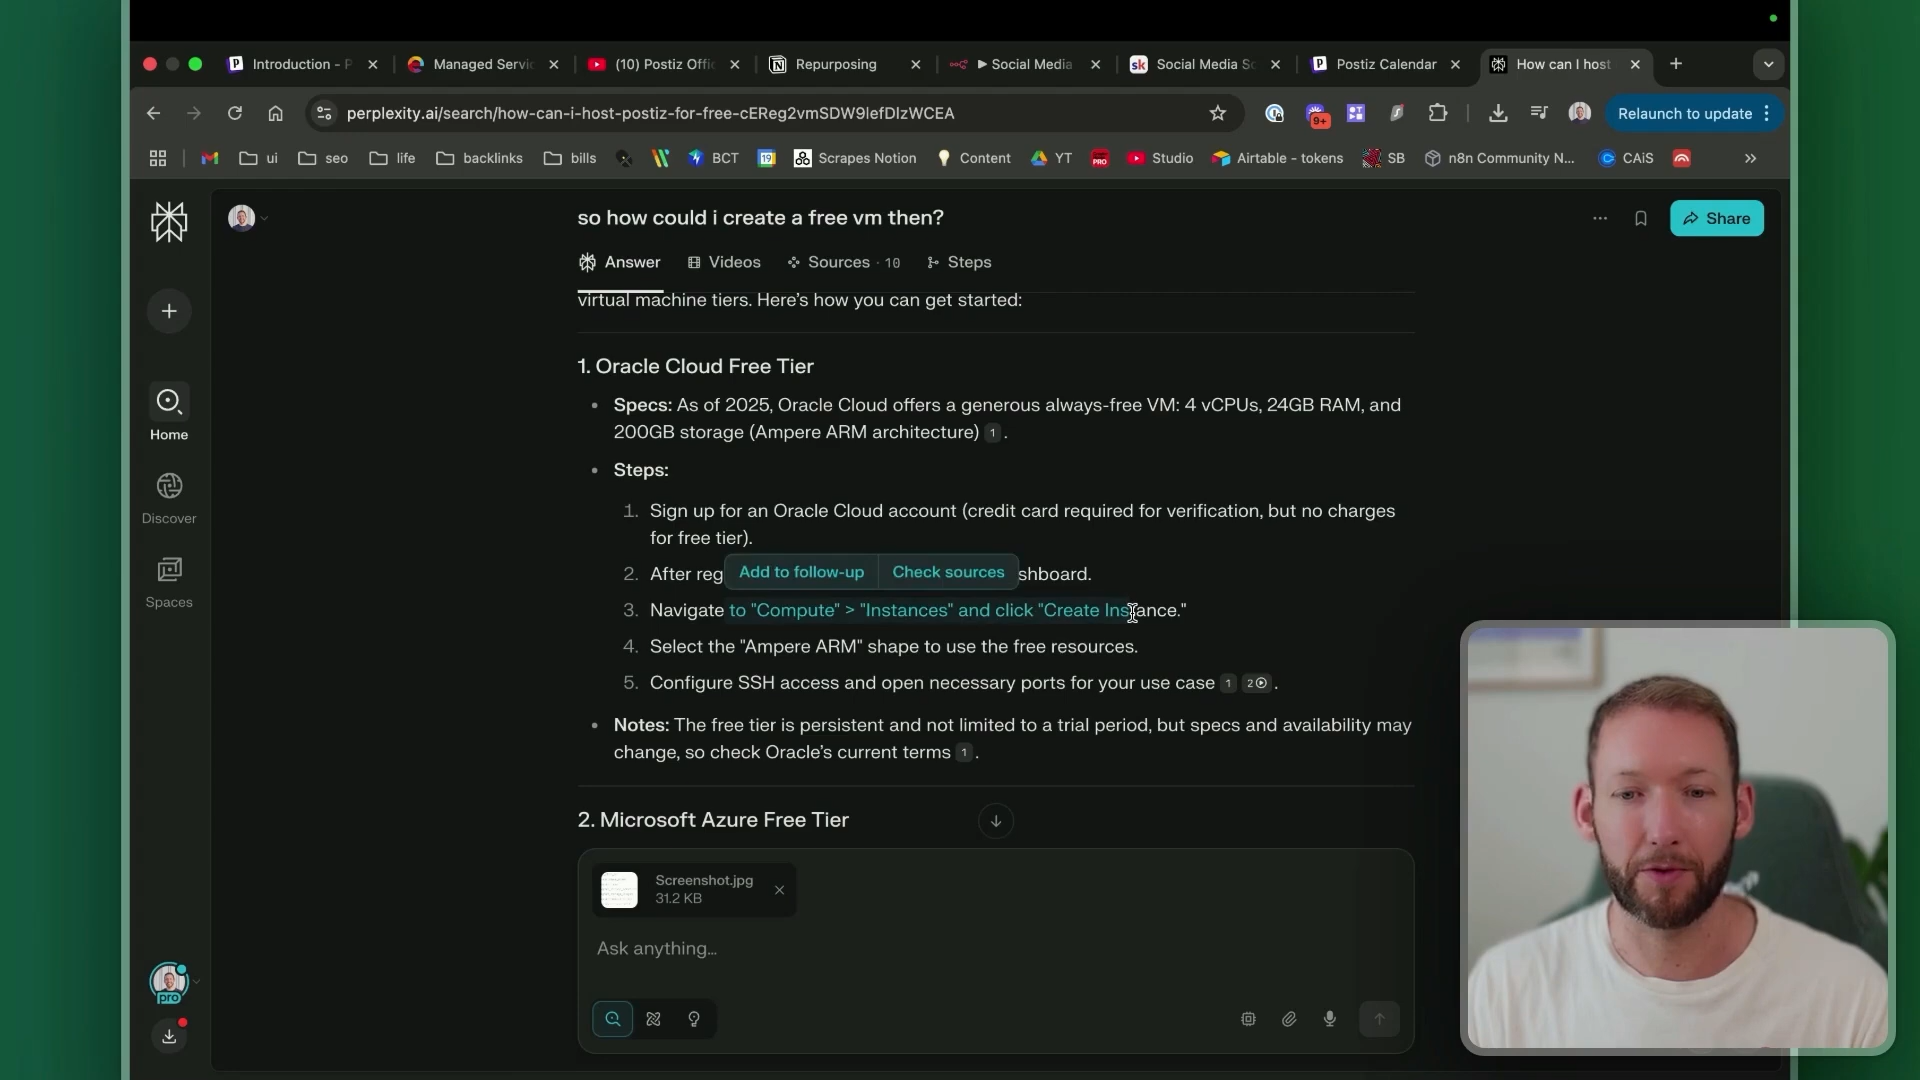 Introduction - P
Managed Servic
(10) Postiz Offic
Repurposing
▶ Social Media
Social Media Sc
Postiz Calendar
How can I host
perplexity.ai/search/how-can-i-host-postiz-for-free-cEReg2vmSDW9lefDIzWCEA
9+
Relaunch to update
ui
seo
life
backlinks
bills
BCT
19
Scrapes Notion
Content
YT
PRO
Studio
Airtable - tokens
SB
n8n Community N...
CAiS
so how could i create a free vm then?
Share
Answer
Videos
Sources · 10
Steps
virtual machine tiers. Here's how you can get started:
1. Oracle Cloud Free Tier
• Specs: As of 2025, Oracle Cloud offers a generous always-free VM: 4 vCPUs, 24GB RAM, and
200GB storage (Ampere ARM architecture) 1 .
• Steps:
1. Sign up for an Oracle Cloud account (credit card required for verification, but no charges
for free tier).
Add to follow-up Check sources
2. After reg shboard.
3. Navigate to "Compute" > "Instances" and click "Create Instance."
4. Select the "Ampere ARM" shape to use the free resources.
5. Configure SSH access and open necessary ports for your use case 1 2 .
• Notes: The free tier is persistent and not limited to a trial period, but specs and availability may
change, so check Oracle's current terms 1 .
2. Microsoft Azure Free Tier
Screenshot.jpg
31.2 KB
Ask anything...
Home
Discover
Spaces
pro